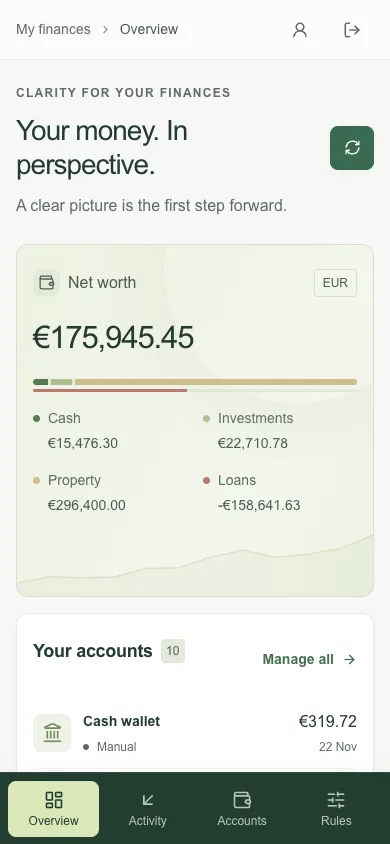 My finances > Overview
CLARITY FOR YOUR FINANCES
Your money. In
perspective.
A clear picture is the first step forward.
Net worth
EUR
€175,945.45
Cash
€15,476.30
Investments
€22,710.78
Property
€296,400.00
Loans
-€158,641.63
Your accounts 10
Manual all →
Cash wallet
€319.72
Manual
22 Nov
Overview
Activity
Accounts
Rules